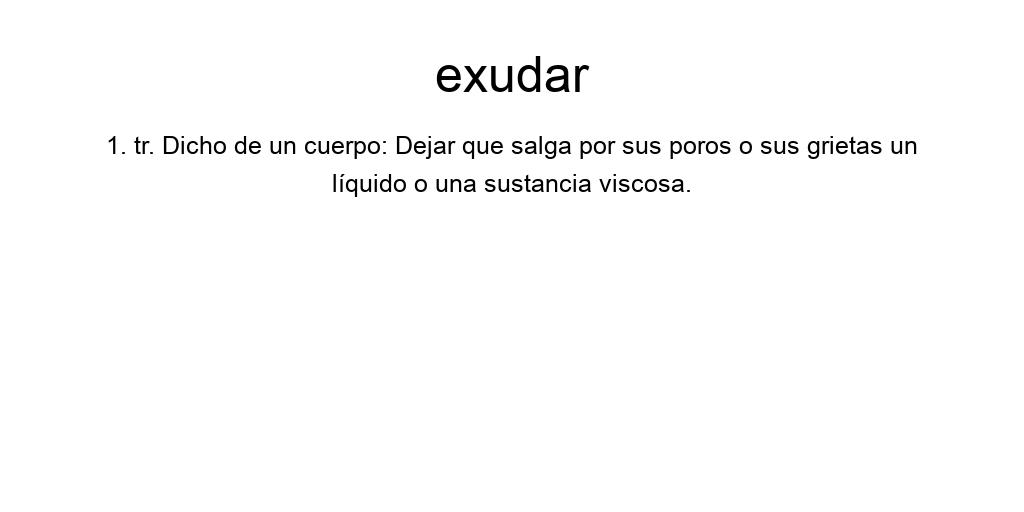 exudar
1. tr. Dicho de un cuerpo: Dejar que salga por sus poros o sus grietas un
líquido o una sustancia viscosa.